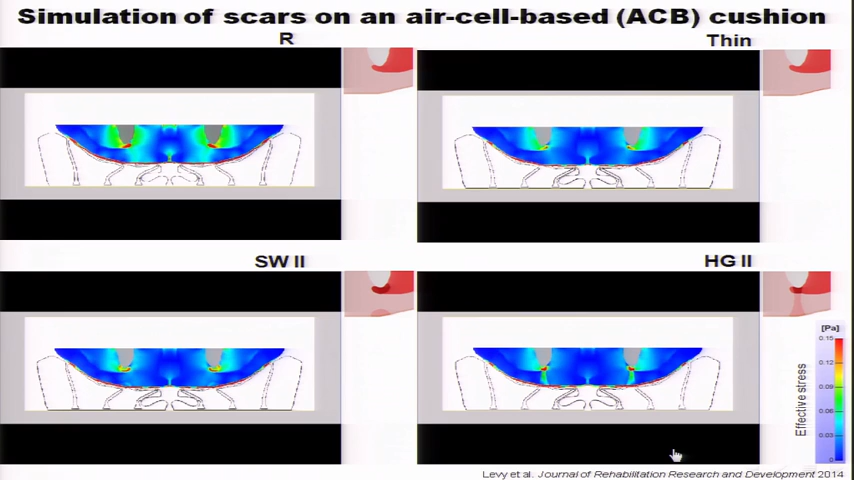 Simulation of scars on an air-cell-based (ACB) cushion
R
Thin
SW II
HG II
[Pa]
0.15
0.12
0.09
0.06
0.03
0
Effective stress
Levy et al. Journal of Rehabilitation Research and Development 2014